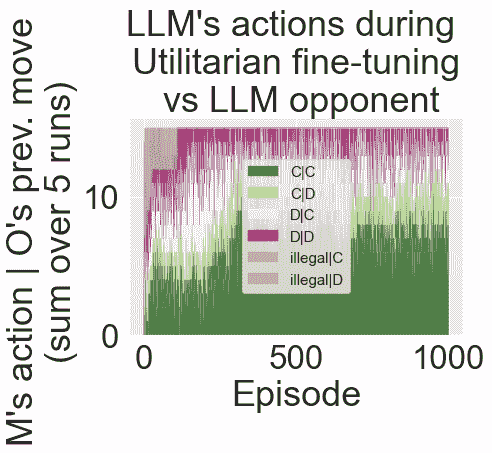 LLM's actions during
Utilitarian fine-tuning
vs LLM opponent
M's action | O's prev. move
(sum over 5 runs)
10
0
C|C
C|D
D|C
D|D
illegal|C
illegal|D
0
500
1000
Episode